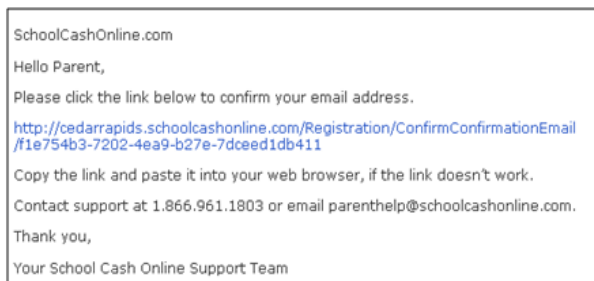 SchoolCashOnline.com
Hello Parent,
Please click the link below to confirm your email address.
http://cedarrapids.schoolcashonline.com/Registration/ConfirmConfirmationEmail
/f1e754b3-7202-4ea9-b27e-7dceed1db411
Copy the link and paste it into your web browser, if the link doesn't work.
Contact support at 1.866.961.1803 or email parenthelp@schoolcashonline.com.
Thank you,
Your School Cash Online Support Team